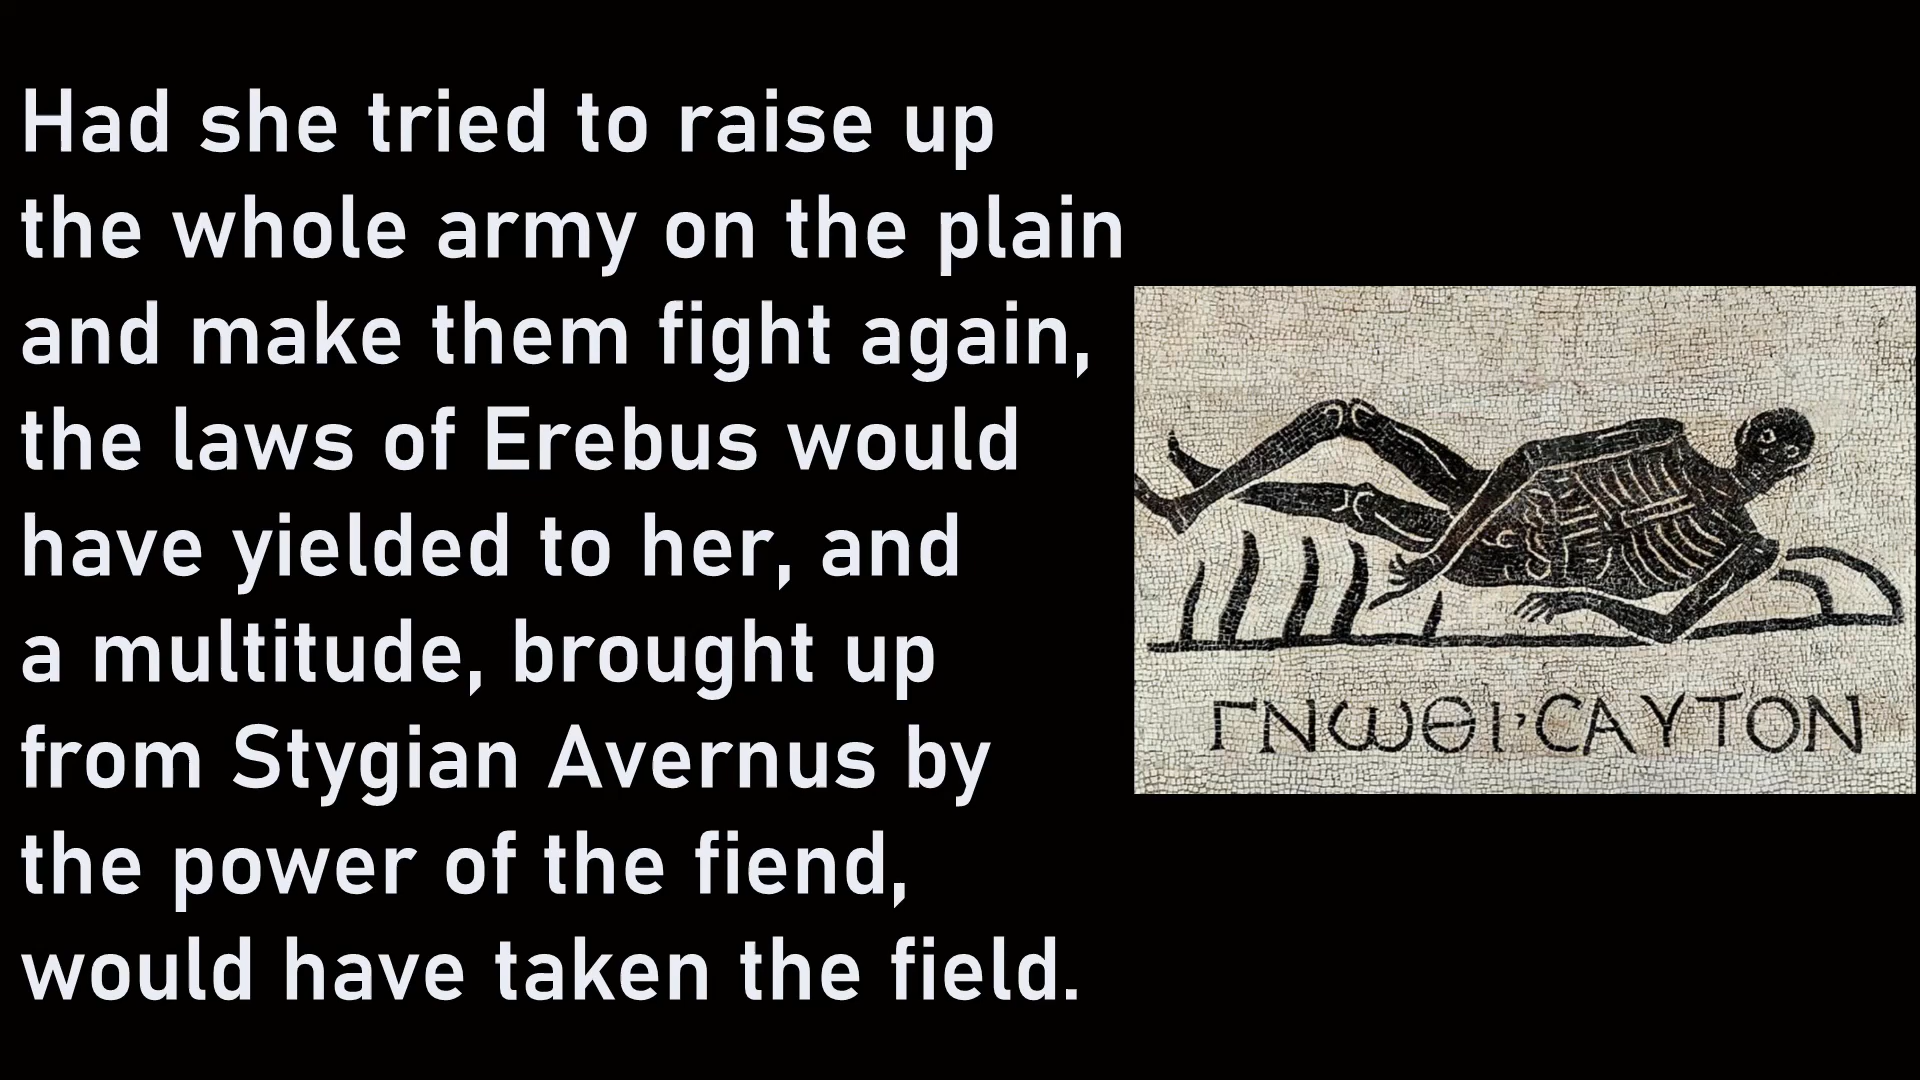 Had she tried to raise up
the whole army on the plain
and make them fight again,
the laws of Erebus would
have yielded to her, and
a multitude, brought up
from Stygian Avernus by
the power of the fiend,
would have taken the field.
ΓΝωΘΙ·CΑΥΤΟΝ